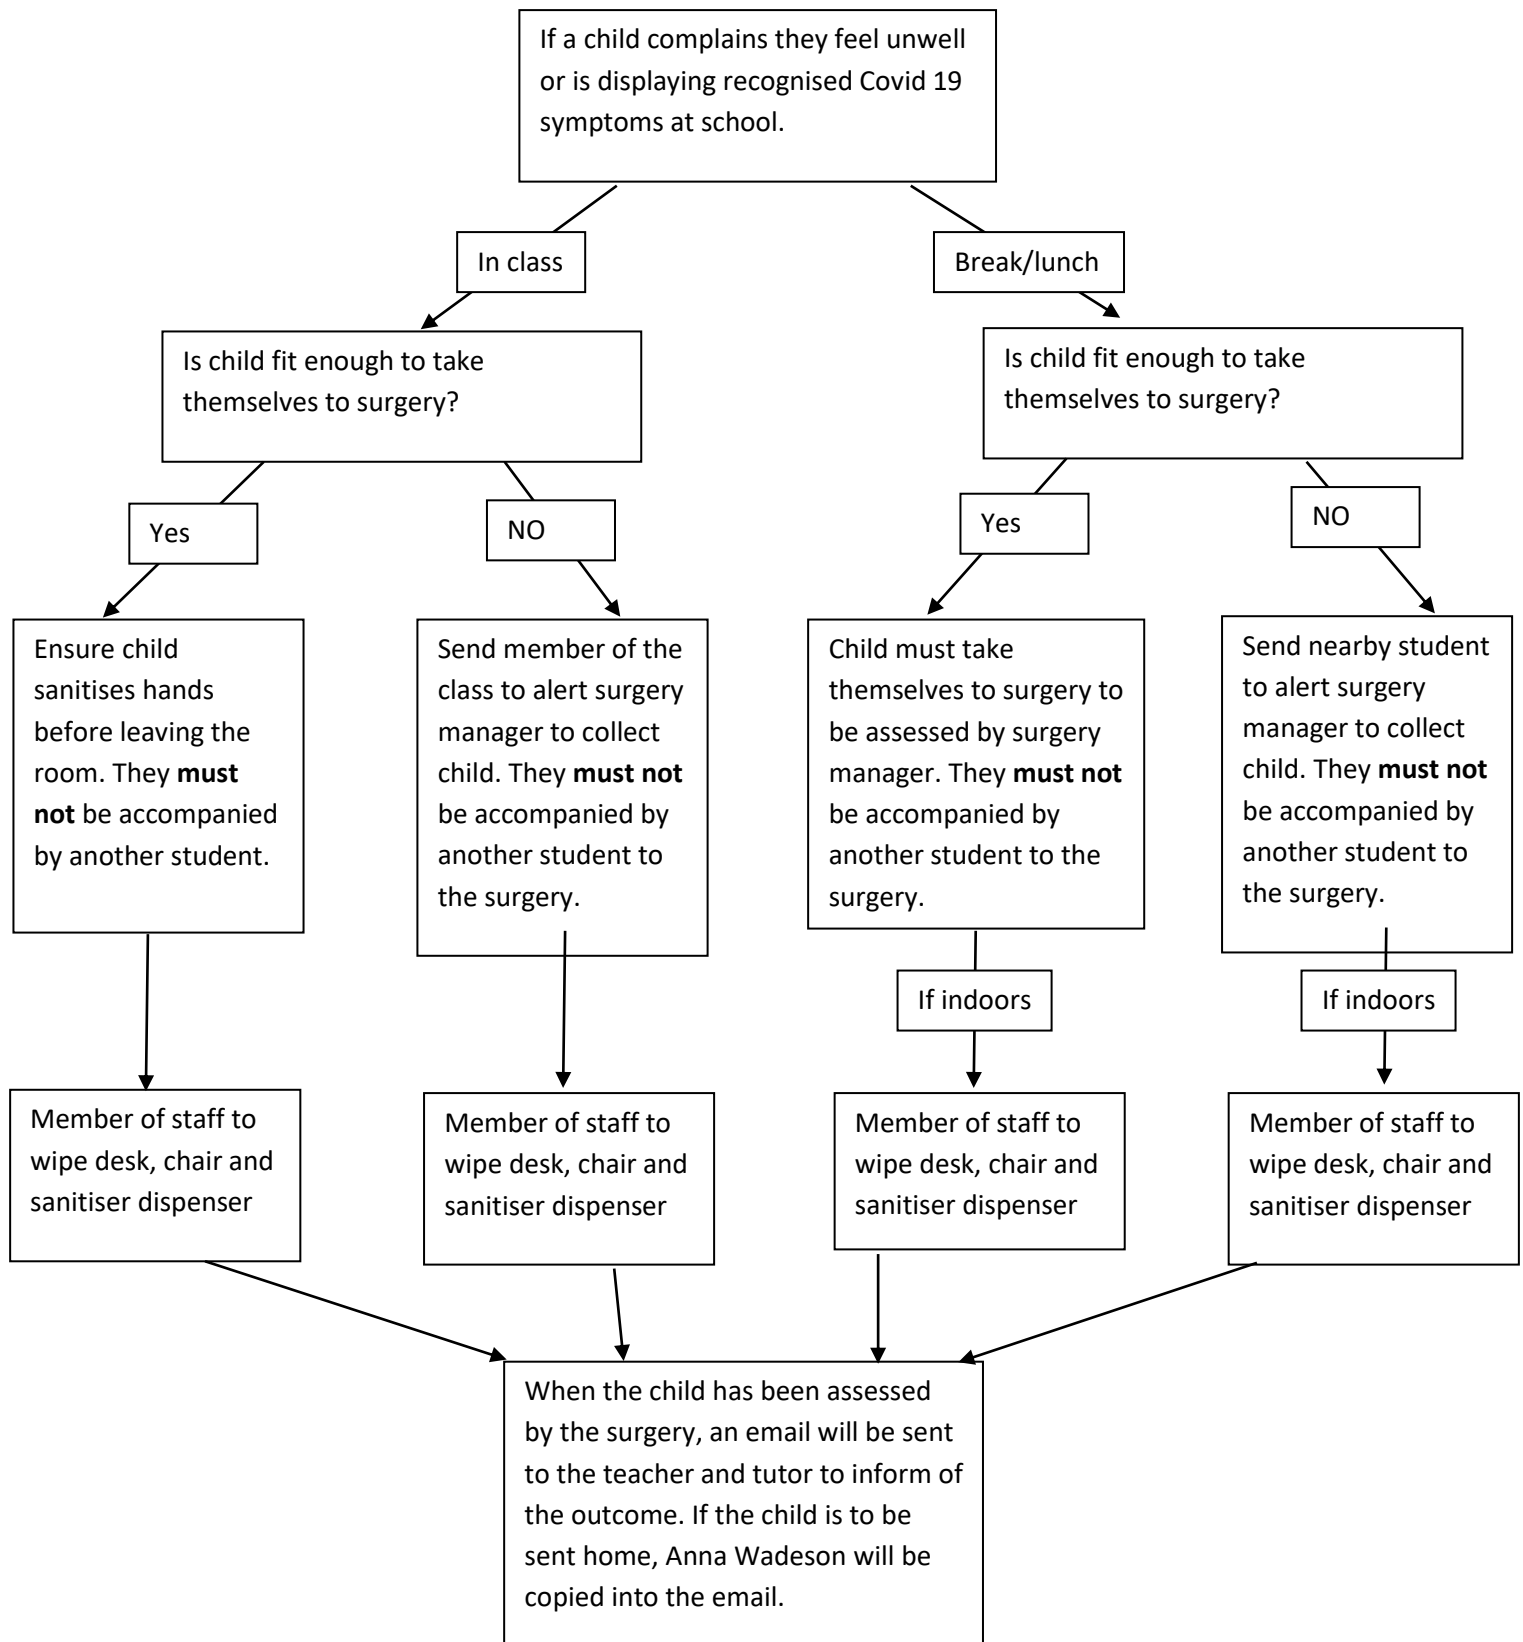 If a child complains they feel unwell
or is displaying recognised Covid 19
symptoms at school.
In class
Break/lunch
Is child fit enough to take
themselves to surgery?
Is child fit enough to take
themselves to surgery?
Yes
NO
Yes
NO
Ensure child
sanitises hands
before leaving the
room. They must
not be accompanied
by another student.
Send member of the
class to alert surgery
manager to collect
child. They must not
be accompanied by
another student to
the surgery.
Child must take
themselves to surgery to
be assessed by surgery
manager. They must not
be accompanied by
another student to the
surgery.
Send nearby student
to alert surgery
manager to collect
child. They must not
be accompanied by
another student to
the surgery.
If indoors
If indoors
Member of staff to
wipe desk, chair and
sanitiser dispenser
Member of staff to
wipe desk, chair and
sanitiser dispenser
Member of staff to
wipe desk, chair and
sanitiser dispenser
Member of staff to
wipe desk, chair and
sanitiser dispenser
When the child has been assessed
by the surgery, an email will be sent
to the teacher and tutor to inform of
the outcome. If the child is to be
sent home, Anna Wadeson will be
copied into the email.